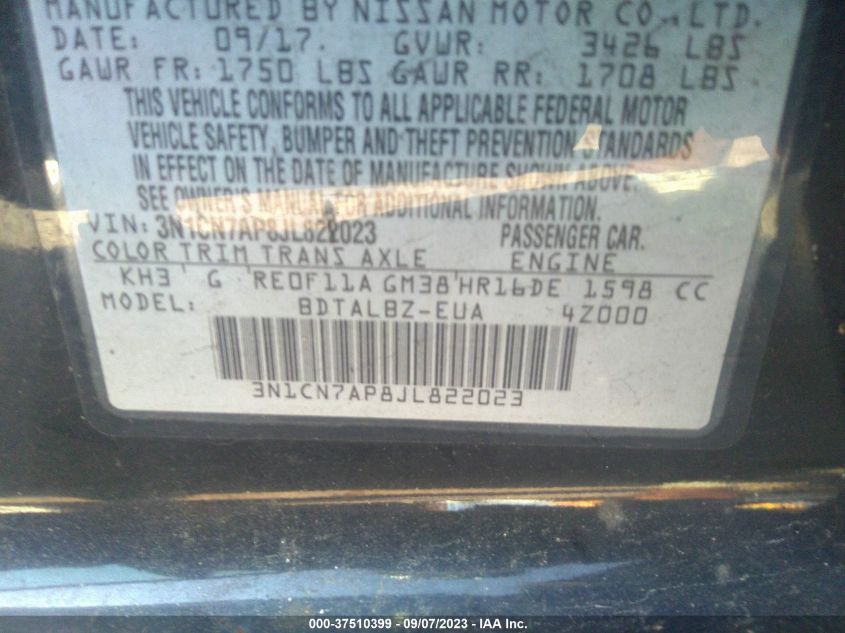 MANUFACTURED BY NISSAN MOTOR CO., LTD.
DATE: 09/17. GVWR: 3426 LBS
GAWR FR: 1750 LBS GAWR RR: 1708 LBS
THIS VEHICLE CONFORMS TO ALL APPLICABLE FEDERAL MOTOR
VEHICLE SAFETY, BUMPER AND THEFT PREVENTION STANDARDS
IN EFFECT ON THE DATE OF MANUFACTURE SHOWN ABOVE.
SEE OWNER'S MANUAL FOR ADDITIONAL INFORMATION.
VIN: 3N1CN7AP8JL822023 PASSENGER CAR.
COLOR TRIM TRANS AXLE ENGINE
KH3 G RE0F11A GM38 HR16DE 1598 CC
MODEL: BDTALBZ-EUA 4Z000
3N1CN7AP8JL822023
000-37510399 - 09/07/2023 - © IAA Inc.